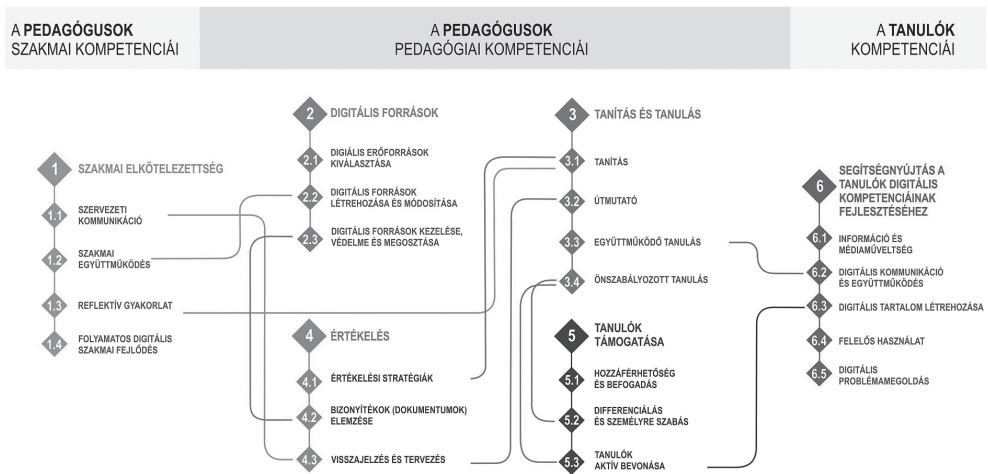 A PEDAGÓGUSOK
SZAKMAI KOMPETENCIÁI
A PEDAGÓGUSOK
PEDAGÓGIAI KOMPETENCIÁI
A TANULÓK
KOMPETENCIÁI
1 SZAKMAI ELKÖTELEZETTSÉG
1.1 SZERVEZETI
KOMMUNIKÁCIÓ
1.2 SZAKMAI
EGYÜTTMŰKÖDÉS
1.3 REFLEKTÍV GYAKORLAT
1.4 FOLYAMATOS DIGITÁLIS
SZAKMAI FEJLŐDÉS
2 DIGITÁLIS FORRÁSOK
2.1 DIGIÁLIS ERŐFORRÁSOK
KIVÁLASZTÁSA
2.2 DIGITÁLIS FORRÁSOK
LÉTREHOZÁSA ÉS MÓDOSÍTÁSA
2.3 DIGITÁLIS FORRÁSOK KEZELÉSE,
VÉDELME ÉS MEGOSZTÁSA
4 ÉRTÉKELÉS
4.1 ÉRTÉKELÉSI STRATÉGIÁK
4.2 BIZONYÍTÉKOK (DOKUMENTUMOK)
ELEMZÉSE
4.3 VISSZAJELZÉS ÉS TERVEZÉS
3 TANÍTÁS ÉS TANULÁS
3.1 TANÍTÁS
3.2 ÚTMUTATÓ
3.3 EGYÜTTMŰKÖDŐ TANULÁS
3.4 ÖNSZABÁLYOZOTT TANULÁS
5 TANULÓK
TÁMOGATÁSA
5.1 HOZZÁFÉRHETŐSÉG
ÉS BEFOGADÁS
5.2 DIFFERENCIÁLÁS
ÉS SZEMÉLYRE SZABÁS
5.3 TANULÓK
AKTÍV BEVONÁSA
6 SEGÍTSÉGNYÚJTÁS A
TANULÓK DIGITÁLIS
KOMPETENCIÁINAK
FEJLESZTÉSÉHEZ
6.1 INFORMÁCIÓ ÉS
MÉDIAMŰVELTSÉG
6.2 DIGITÁLIS KOMMUNIKÁCIÓ
ÉS EGYÜTTMŰKÖDÉS
6.3 DIGITÁLIS TARTALOM LÉTREHOZÁSA
6.4 FELELŐS HASZNÁLAT
6.5 DIGITÁLIS
PROBLÉMAMEGOLDÁS